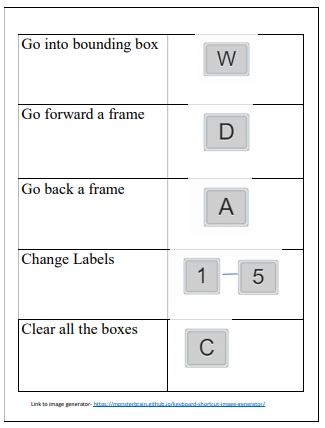 Go into bounding box W
Go forward a frame D
Go back a frame A
Change Labels 1 5
Clear all the boxes C
Link to image generator- https://monsterbrain.github.io/keyboard-shortcut-image-generator/